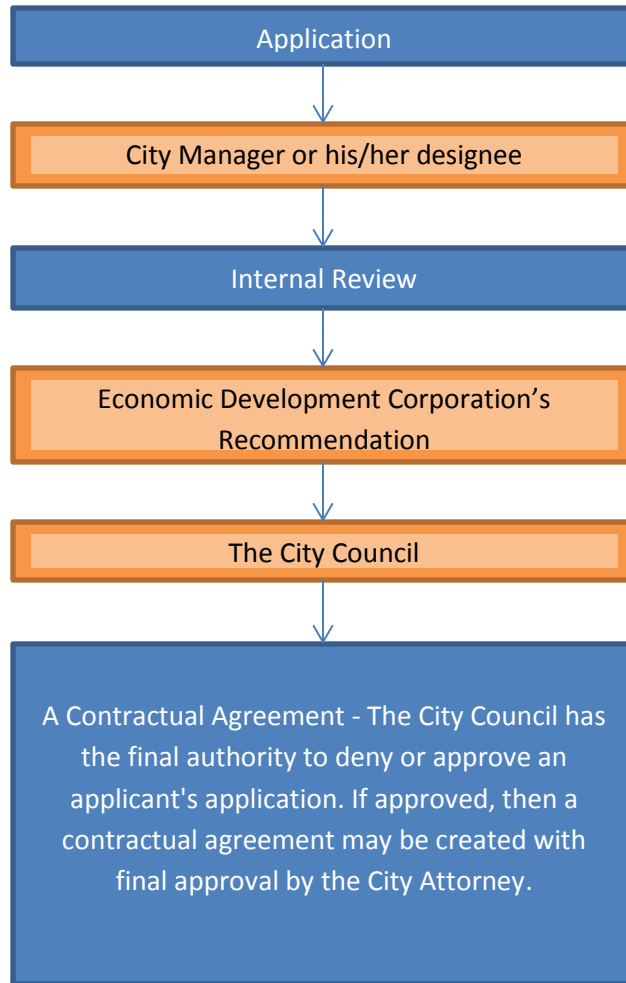 Application
City Manager or his/her designee
Internal Review
Economic Development Corporation’s
Recommendation
The City Council
A Contractual Agreement - The City Council has
the final authority to deny or approve an
applicant's application. If approved, then a
contractual agreement may be created with
final approval by the City Attorney.